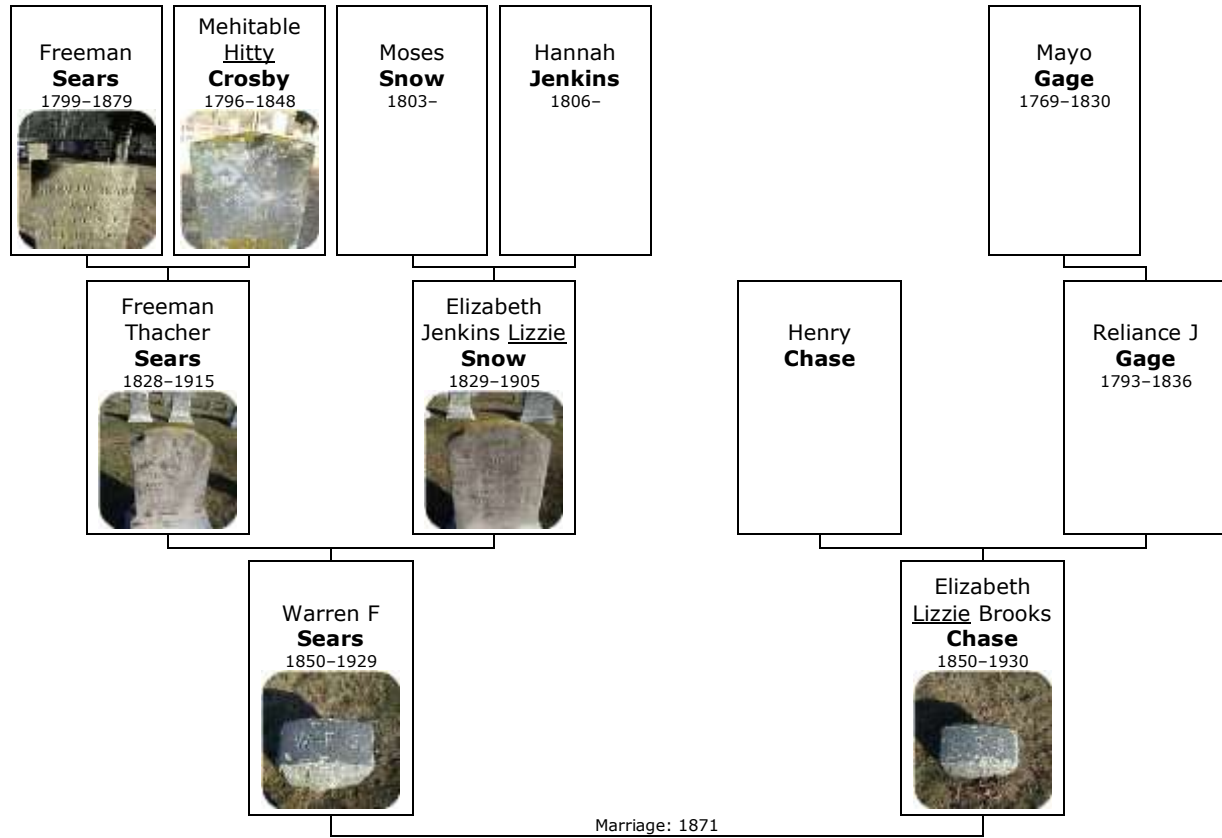 Freeman
Sears
1799–1879
Mehitable
Hitty
Crosby
1796–1848
Moses
Snow
1803–
Hannah
Jenkins
1806–
Mayo
Gage
1769–1830
Freeman
Thacher
Sears
1828–1915
Elizabeth
Jenkins Lizzie
Snow
1829–1905
Henry
Chase
Reliance J
Gage
1793–1836
Warren F
Sears
1850–1929
W F S
Elizabeth
Lizzie Brooks
Chase
1850–1930
Marriage: 1871